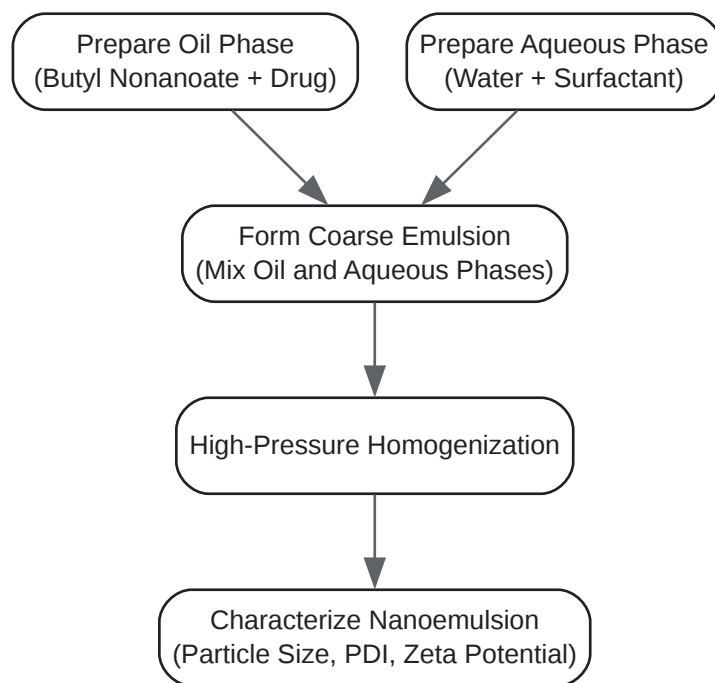 Prepare Oil Phase
(Butyl Nonanoate + Drug)
Prepare Aqueous Phase
(Water + Surfactant)
Form Coarse Emulsion
(Mix Oil and Aqueous Phases)
High-Pressure Homogenization
Characterize Nanoemulsion
(Particle Size, PDI, Zeta Potential)